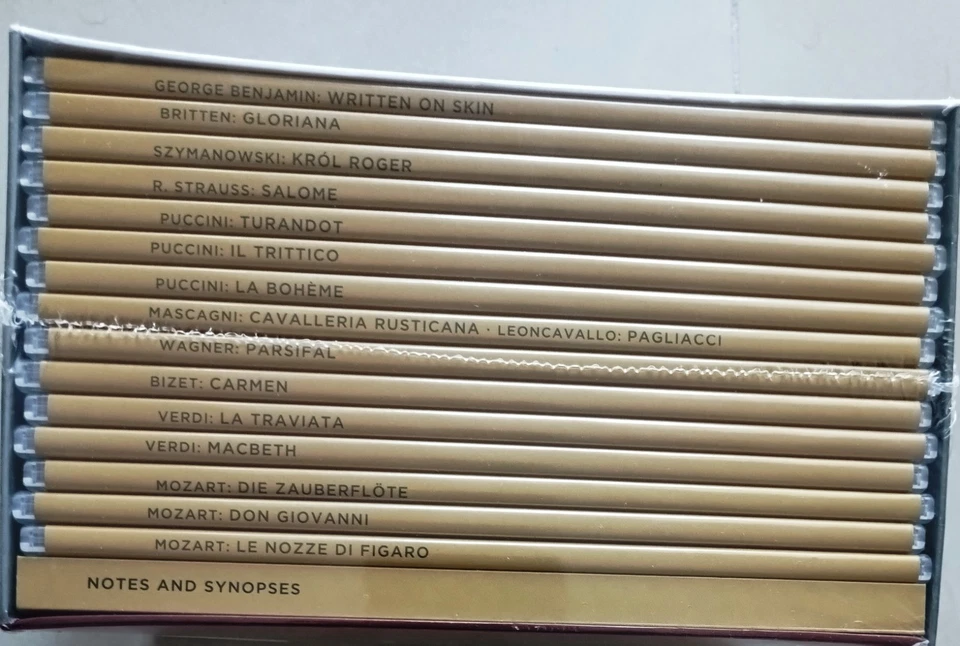 GEORGE BENJAMIN: WRITTEN ON SKIN
BRITTEN: GLORIANA
SZYMANOWSKI: KRÓL ROGER
R. STRAUSS: SALOME
PUCCINI: TURANDOT
PUCCINI: IL TRITTICO
PUCCINI: LA BOHÈME
MASCAGNI: CAVALLERIA RUSTICANA · LEONCAVALLO: PAGLIACCI
WAGNER: PARSIFAL
BIZET: CARMEN
VERDI: LA TRAVIATA
VERDI: MACBETH
MOZART: DIE ZAUBERFLÖTE
MOZART: DON GIOVANNI
MOZART: LE NOZZE DI FIGARO
NOTES AND SYNOPSES